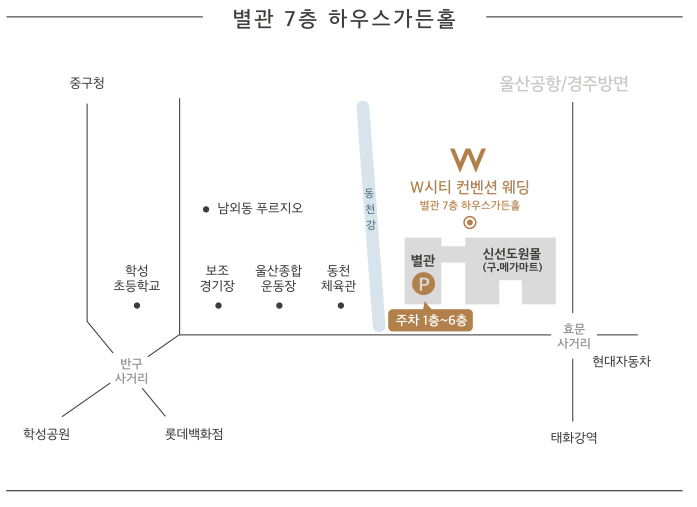 별관 7층 하우스가든홀
중구청
울산공항/경주방면
W
W시티 컨벤션 웨딩
별관 7층 하우스가든홀
동천강
남외동 푸르지오
신선도원몰
(구.메가마트)
별관
P
주차 1층~6층
학성
초등학교
보조
경기장
울산종합
운동장
동천
체육관
효문
사거리
현대자동차
반구
사거리
학성공원
롯데백화점
태화강역